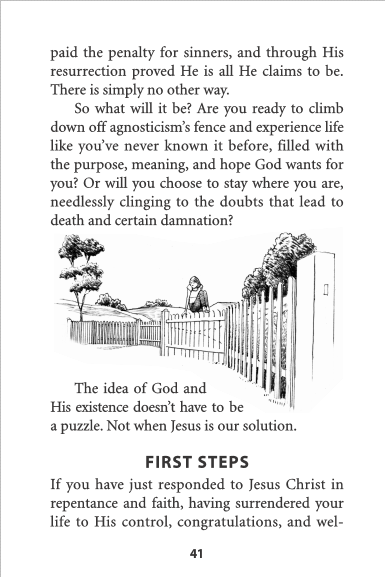 paid the penalty for sinners, and through His
resurrection proved He is all He claims to be.
There is simply no other way.
So what will it be? Are you ready to climb
down off agnosticism's fence and experience life
like you've never known it before, filled with
the purpose, meaning, and hope God wants for
you? Or will you choose to stay where you are,
needlessly clinging to the doubts that lead to
death and certain damnation?
The idea of God and
His existence doesn't have to be
a puzzle. Not when Jesus is our solution.
FIRST STEPS
If you have just responded to Jesus Christ in
repentance and faith, having surrendered your
life to His control, congratulations, and wel-
41